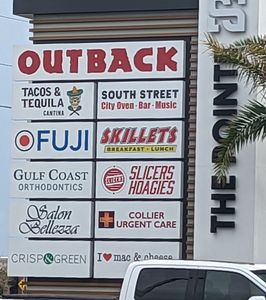 OUTBACK
TACOS &
TEQUILA
CANTINA
SOUTH STREET
City Oven · Bar · Music
FUJI
SKILLETS
BREAKFAST - LUNCH
GULF COAST
ORTHODONTICS
SLICERS
SLICERS
HOAGIES
Salon
Bellezza
COLLIER
URGENT CARE
CRISP & GREEN
I ♥ mac & cheese
THE POINT